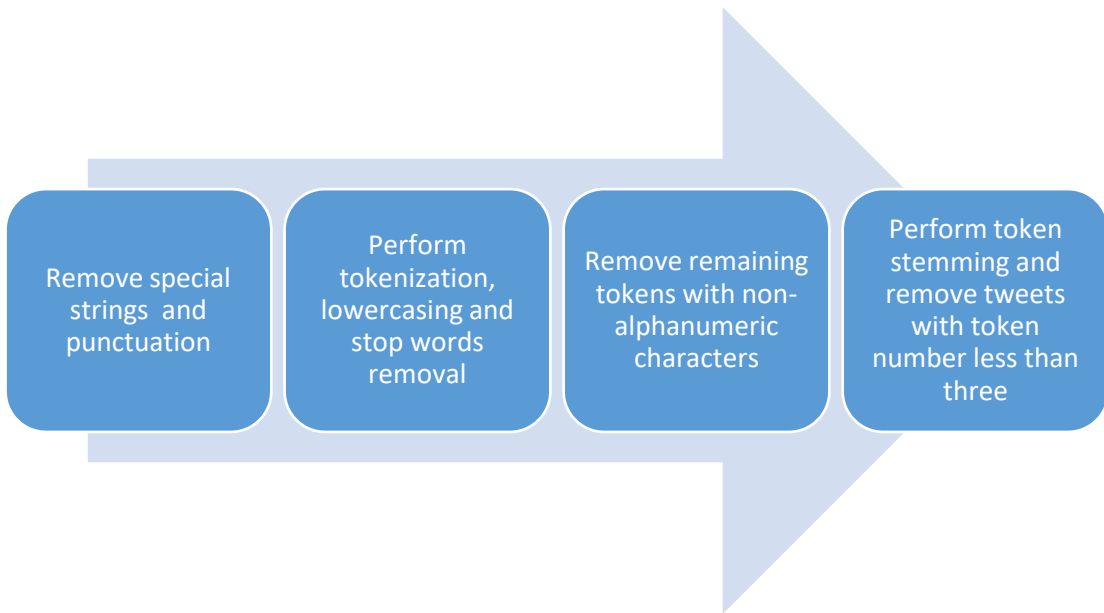 Remove special
strings and
punctuation
Perform
tokenization,
lowercasing and
stop words
removal
Remove remaining
tokens with non-
alphanumeric
characters
Perform token
stemming and
remove tweets
with token
number less than
three